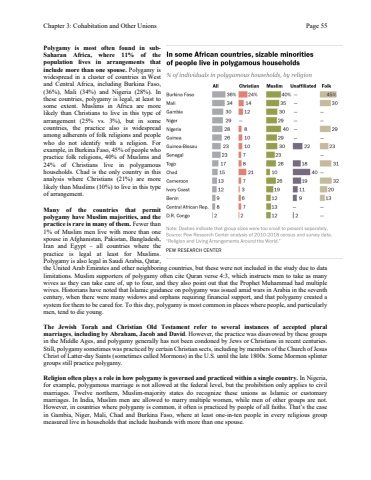 Chapter 3: Cohabitation and Other Unions Page 55
Polygamy is most often found in sub-
Saharan Africa, where 11% of the
population lives in arrangements that
include more than one spouse. Polygamy is
widespread in a cluster of countries in West
and Central Africa, including Burkina Faso,
(36%), Mali (34%) and Nigeria (28%). In
these countries, polygamy is legal, at least to
some extent. Muslims in Africa are more
likely than Christians to live in this type of
arrangement (25% vs. 3%), but in some
countries, the practice also is widespread
among adherents of folk religions and people
who do not identify with a religion. For
example, in Burkina Faso, 45% of people who
practice folk religions, 40% of Muslims and
24% of Christians live in polygamous
households. Chad is the only country in this
analysis where Christians (21%) are more
likely than Muslims (10%) to live in this type
of arrangement.
Many of the countries that permit
polygamy have Muslim majorities, and the
practice is rare in many of them. Fewer than
1% of Muslim men live with more than one
spouse in Afghanistan, Pakistan, Bangladesh,
Iran and Egypt – all countries where the
practice is legal at least for Muslims.
Polygamy is also legal in Saudi Arabia, Qatar,
the United Arab Emirates and other neighboring countries, but these were not included in the study due to data
limitations. Muslim supporters of polygamy often cite Quran verse 4:3, which instructs men to take as many
wives as they can take care of, up to four, and they also point out that the Prophet Muhammad had multiple
wives. Historians have noted that Islamic guidance on polygamy was issued amid wars in Arabia in the seventh
century, when there were many widows and orphans requiring financial support, and that polygamy created a
system for them to be cared for. To this day, polygamy is most common in places where people, and particularly
men, tend to die young.
The Jewish Torah and Christian Old Testament refer to several instances of accepted plural
marriages, including by Abraham, Jacob and David. However, the practice was disavowed by these groups
in the Middle Ages, and polygamy generally has not been condoned by Jews or Christians in recent centuries.
Still, polygamy sometimes was practiced by certain Christian sects, including by members of the Church of Jesus
Christ of Latter-day Saints (sometimes called Mormons) in the U.S. until the late 1800s. Some Mormon splinter
groups still practice polygamy.
Religion often plays a role in how polygamy is governed and practiced within a single country. In Nigeria,
for example, polygamous marriage is not allowed at the federal level, but the prohibition only applies to civil
marriages. Twelve northern, Muslim-majority states do recognize these unions as Islamic or customary
marriages. In India, Muslim men are allowed to marry multiple women, while men of other groups are not.
However, in countries where polygamy is common, it often is practiced by people of all faiths. That's the case
in Gambia, Niger, Mali, Chad and Burkina Faso, where at least one-in-ten people in every religious group
measured live in households that include husbands with more than one spouse.
In some African countries, sizable minorities
of people live in polygamous households
% of individuals in polygamous households, by religion
All Christian Muslim Unaffiliated Folk
Burkina Faso 36% 24% 40% – 45%
Mali 34 14 35 – 30
Gambia 30 12 30 –
Niger 29 – 29 –
Nigeria 28 8 40 – 29
Guinea 26 10 29 –
Guinea-Bissau 23 10 30 22 23
Senegal 23 7 23 –
Togo 17 8 26 18 31
Chad 15 21 10 40 –
Cameroon 13 7 26 19 32
Ivory Coast 12 3 19 11 20
Benin 9 6 12 9 13
Central African Rep. 8 7 13 –
D.R. Congo 2 2 12 2 –
Note: Dashes indicate that group sizes were too small to present separately.
Source: Pew Research Center analysis of 2010-2018 census and survey data.
"Religion and Living Arrangements Around the World."
PEW RESEARCH CENTER